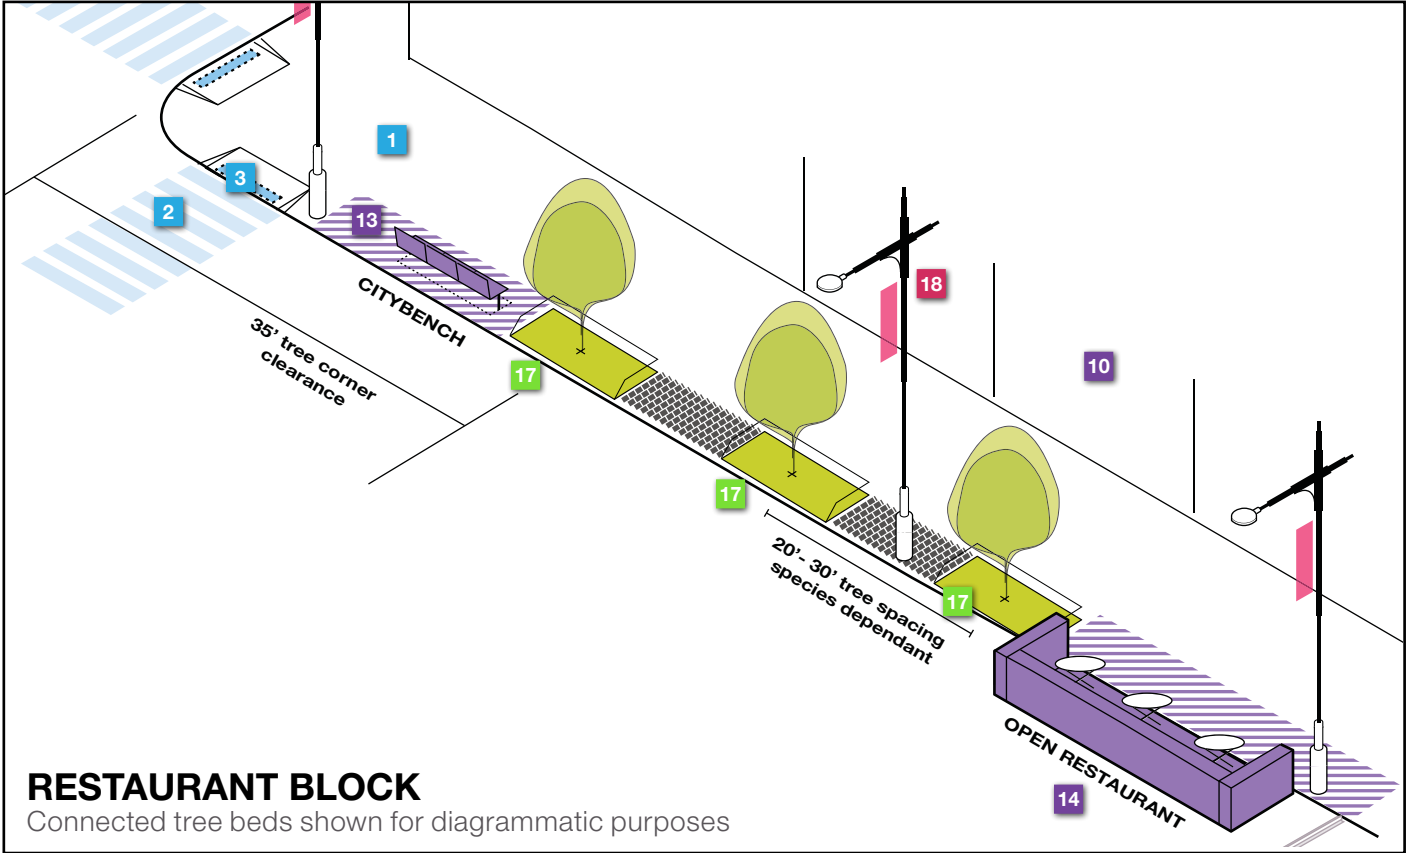 1
3
2
13
CITYBENCH
18
35' tree corner
clearance
10
17
17
17
20'- 30' tree spacing
species dependant
OPEN RESTAURANT
14
RESTAURANT BLOCK
Connected tree beds shown for diagrammatic purposes